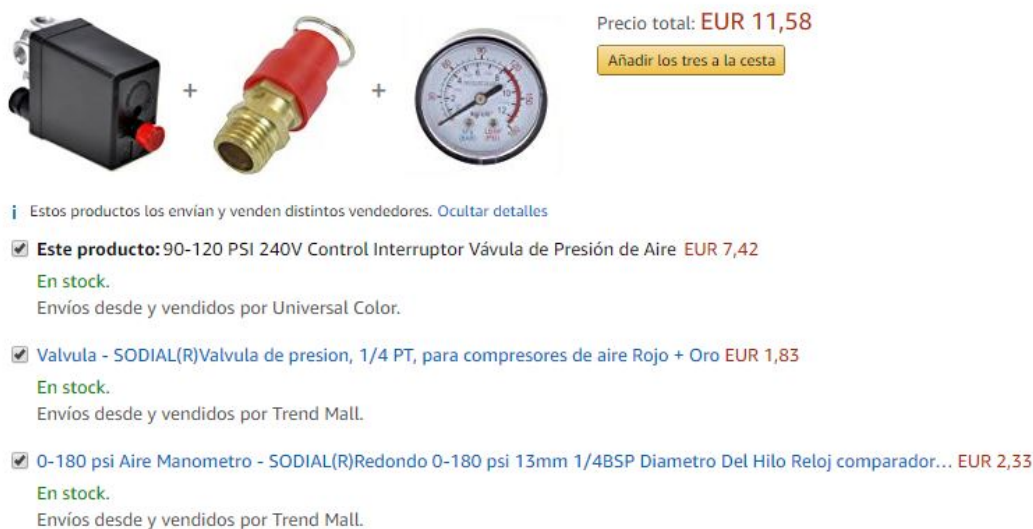 Precio total: EUR 11,58
Añadir los tres a la cesta
+ +
Estos productos los envían y venden distintos vendedores. Ocultar detalles
Este producto: 90-120 PSI 240V Control Interruptor Vávula de Presión de Aire EUR 7,42
En stock.
Envíos desde y vendidos por Universal Color.
Valvula - SODIAL(R)Valvula de presion, 1/4 PT, para compresores de aire Rojo + Oro EUR 1,83
En stock.
Envíos desde y vendidos por Trend Mall.
0-180 psi Aire Manometro - SODIAL(R)Redondo 0-180 psi 13mm 1/4BSP Diametro Del Hilo Reloj comparador... EUR 2,33
En stock.
Envíos desde y vendidos por Trend Mall.